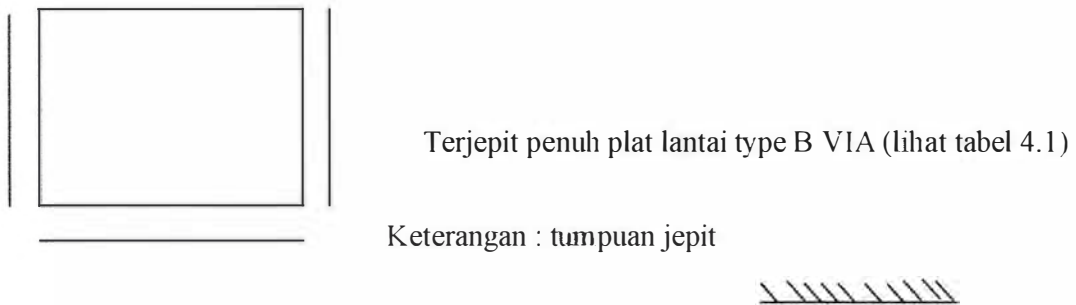 Terjepit penuh plat lantai type B VIA (lihat tabel 4.1)
Keterangan : tumpuan jepit